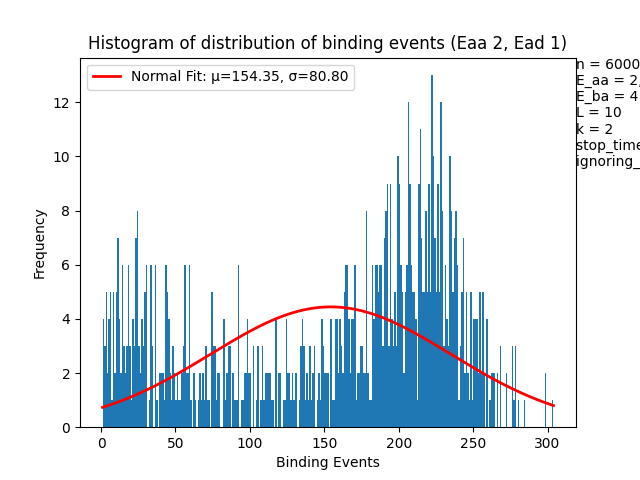 Histogram of distribution of binding events (Eaa 2, Ead 1)
Normal Fit: μ=154.35, σ=80.80
n = 6000
E_aa = 2,
E_ba = 4
L = 10
k = 2
stop_time
ignoring_
Frequency
12
10
8
6
4
2
0
0 50 100 150 200 250 300
Binding Events